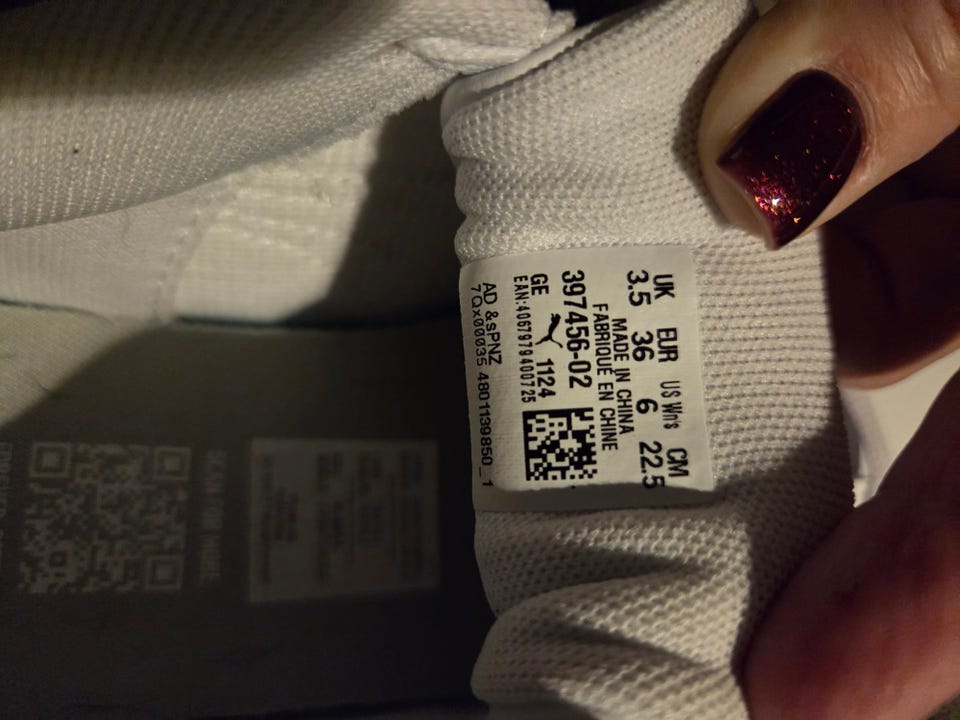 UK EUR US Wn's CM
3.5 36 6 22.5
MADE IN CHINA
FABRIQUÉ EN CHINE
397456-02
GE 1124
EAN:4067979400725
AD &sPNZ
7Qx00035 4801139850_1